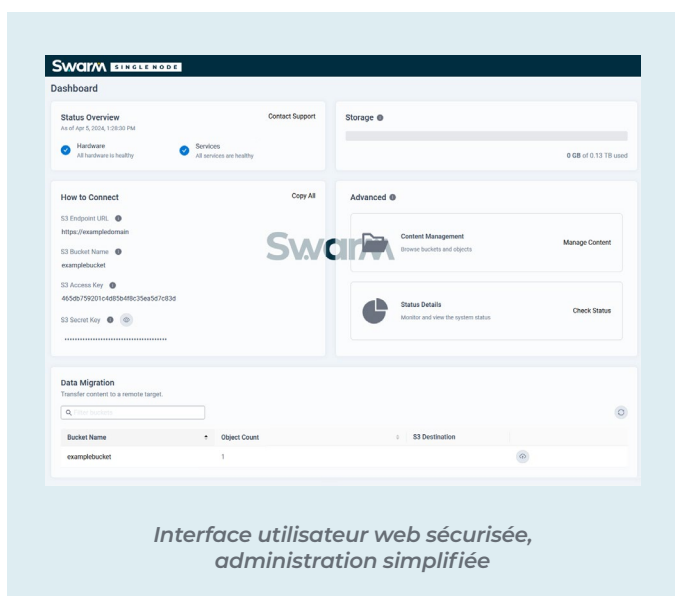 Swarm SINGLE NODE
Dashboard
Status Overview
Contact Support
As of Apr 5, 2024, 1:28:30 PM
Hardware
All hardware is healthy
Services
All services are healthy
Storage
0 GB of 0.13 TB used
How to Connect
Copy All
S3 Endpoint URL
https://exampledomain
S3 Bucket Name
examplebucket
S3 Access Key
465db759201c4d85b4f8c35ea5d7c83d
S3 Secret Key
••••••••••••••••••••••••••••••••••••••••
Swarm
Advanced
Content Management
Browse buckets and objects
Manage Content
Status Details
Monitor and view the system status
Check Status
Data Migration
Transfer content to a remote target.
Filter buckets
Bucket Name
Object Count
S3 Destination
examplebucket
1
Interface utilisateur web sécurisée,
administration simplifiée